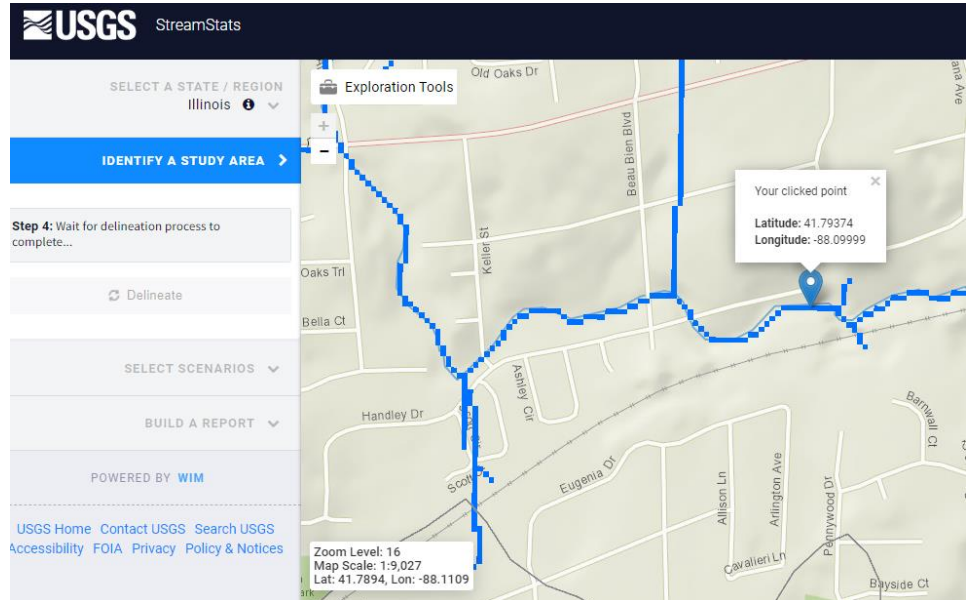 USGS
StreamStats
SELECT A STATE / REGION
Illinois
IDENTIFY A STUDY AREA
Step 4: Wait for delineation process to
complete...
Delineate
SELECT SCENARIOS
BUILD A REPORT
POWERED BY WIM
USGS Home Contact USGS Search USGS
Accessibility FOIA Privacy Policy & Notices
Exploration Tools
+
−
Old Oaks Dr
Beau Bien Blvd
ana Ave
Your clicked point
×
Latitude: 41.79374
Longitude: -88.09999
Keller St
Oaks Trl
Bella Ct
Ashley Cir
Handley Dr
Scott
Eugenia Dr
Allison Ln
Arlington Ave
Pennywood Dr
Barnwall Ct
Cavalieri Ln
Bayside Ct
Zoom Level: 16
Map Scale: 1:9,027
Lat: 41.7894, Lon: -88.1109